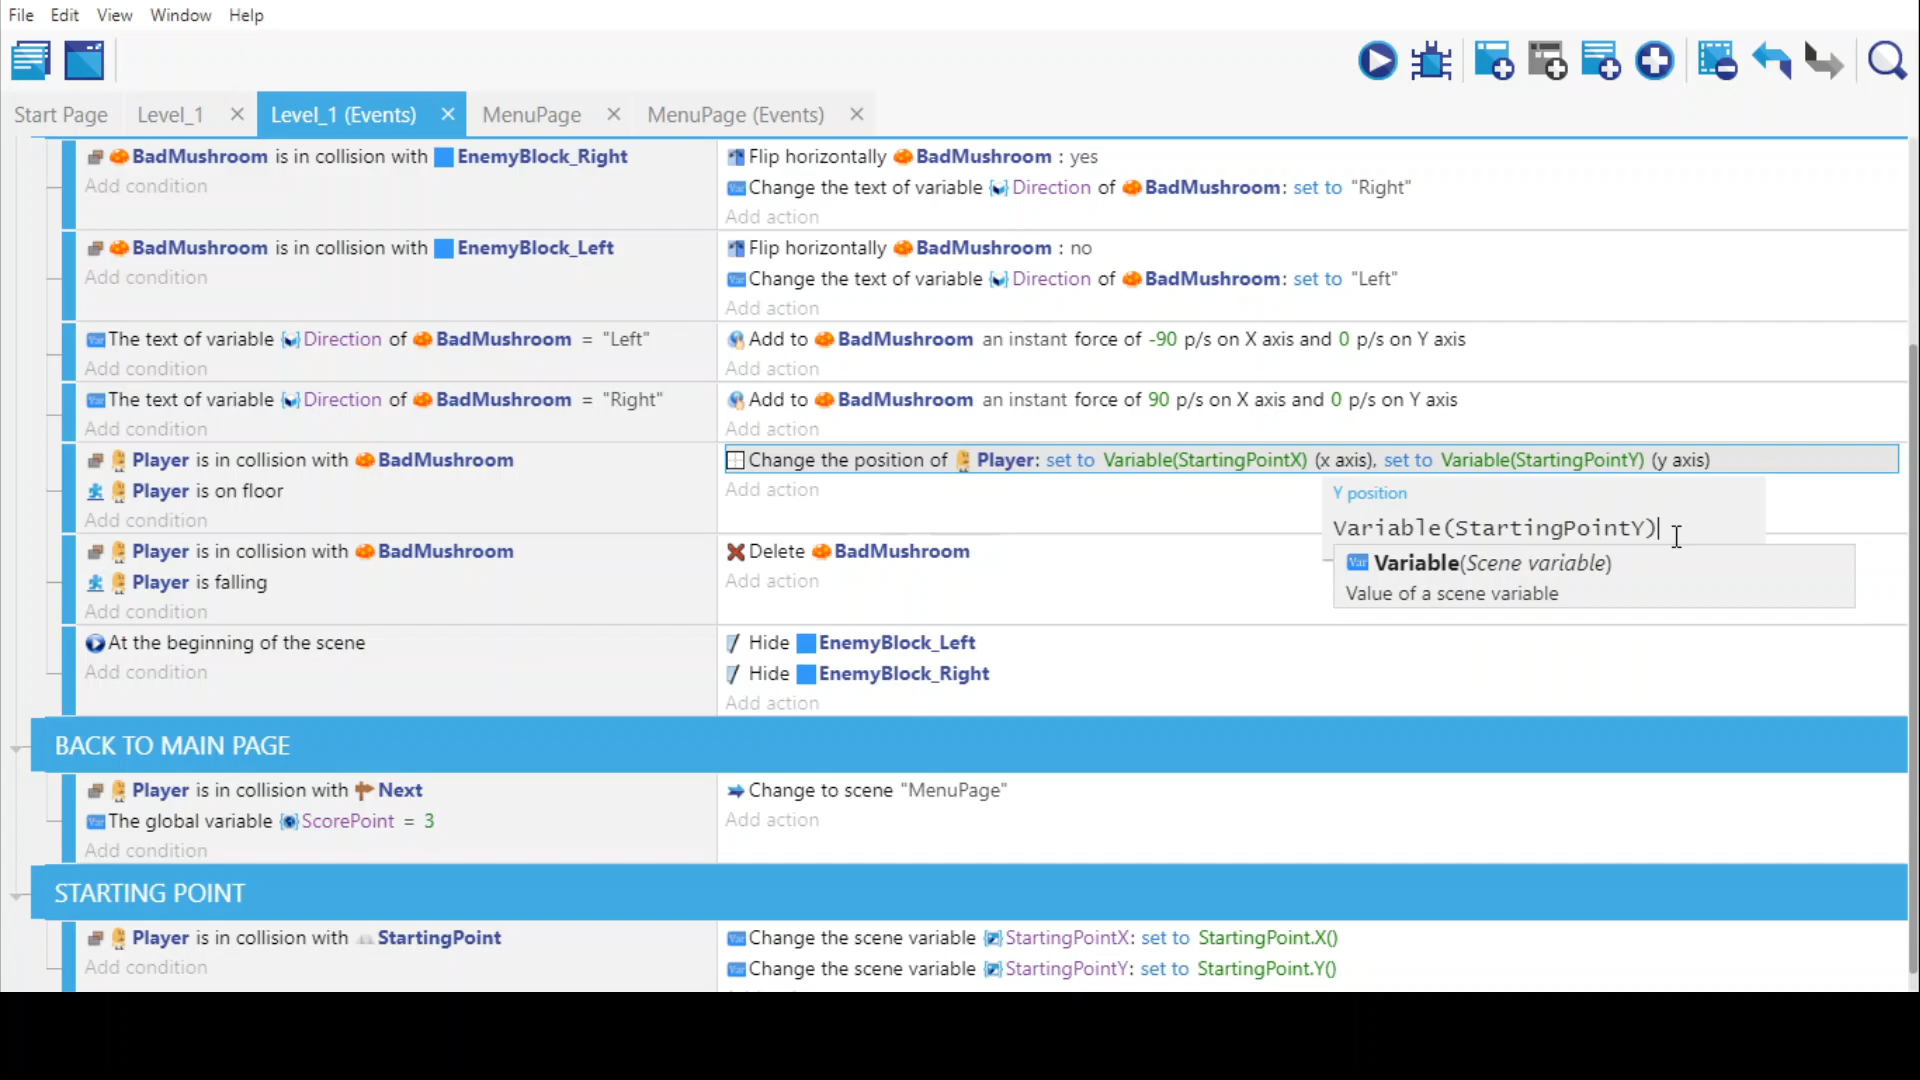 File Edit View Window Help
Start Page Level_1 Level_1 (Events) MenuPage MenuPage (Events)
BadMushroom is in collision with EnemyBlock_Right
Add condition
Flip horizontally BadMushroom : yes
Change the text of variable Direction of BadMushroom: set to "Right"
Add action
BadMushroom is in collision with EnemyBlock_Left
Add condition
Flip horizontally BadMushroom : no
Change the text of variable Direction of BadMushroom: set to "Left"
Add action
The text of variable Direction of BadMushroom = "Left"
Add condition
Add to BadMushroom an instant force of -90 p/s on X axis and 0 p/s on Y axis
Add action
The text of variable Direction of BadMushroom = "Right"
Add condition
Add to BadMushroom an instant force of 90 p/s on X axis and 0 p/s on Y axis
Add action
Player is in collision with BadMushroom
Player is on floor
Add condition
Change the position of Player: set to Variable(StartingPointX) (x axis), set to Variable(StartingPointY) (y axis)
Add action
Y position
Variable(StartingPointY)
Var Variable(Scene variable)
Value of a scene variable
Player is in collision with BadMushroom
Player is falling
Add condition
Delete BadMushroom
Add action
At the beginning of the scene
Add condition
Hide EnemyBlock_Left
Hide EnemyBlock_Right
Add action
BACK TO MAIN PAGE
Player is in collision with Next
The global variable ScorePoint = 3
Add condition
Change to scene "MenuPage"
Add action
STARTING POINT
Player is in collision with StartingPoint
Add condition
Change the scene variable StartingPointX: set to StartingPoint.X()
Change the scene variable StartingPointY: set to StartingPoint.Y()